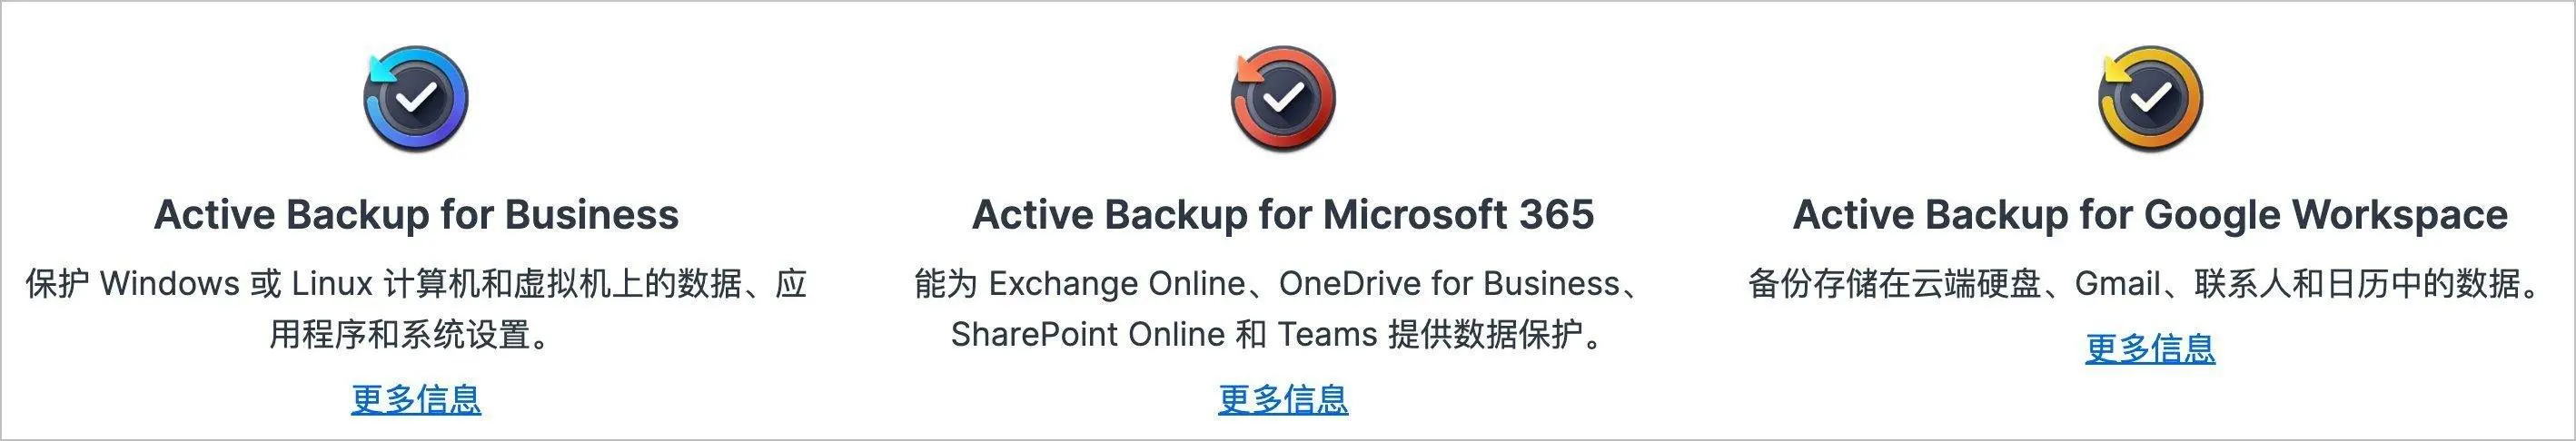 Active Backup for Business
保护 Windows 或 Linux 计算机和虚拟机上的数据、应
用程序和系统设置。
更多信息
Active Backup for Microsoft 365
能为 Exchange Online、OneDrive for Business、
SharePoint Online 和 Teams 提供数据保护。
更多信息
Active Backup for Google Workspace
备份存储在云端硬盘、Gmail、联系人和日历中的数据。
更多信息